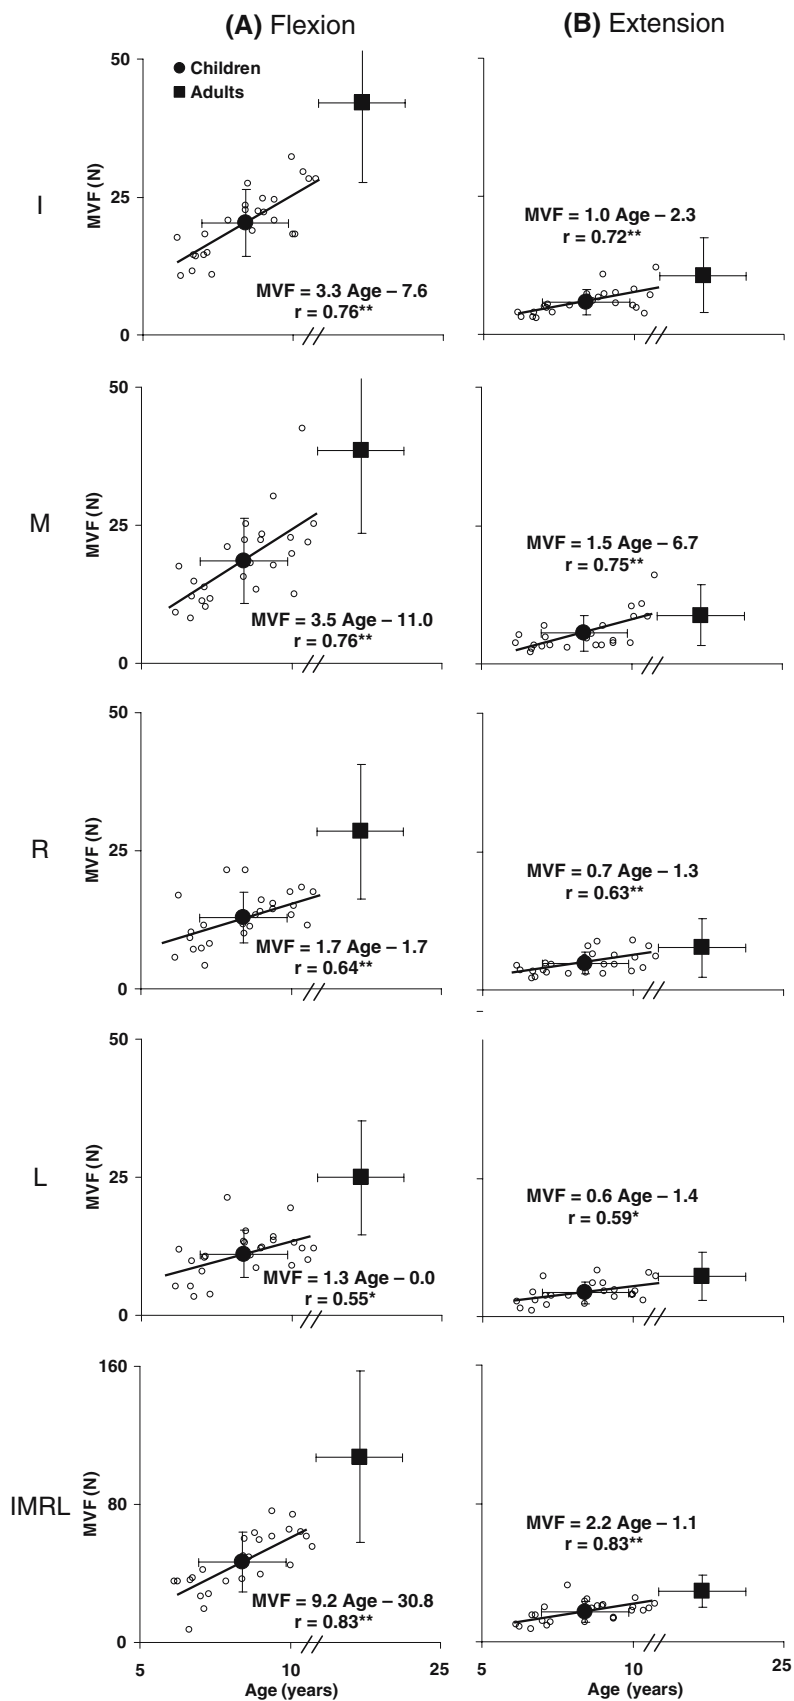 (A) Flexion
(B) Extension
50
Children
Adults
I
MVF (N)
25
MVF = 3.3 Age – 7.6
r = 0.76**
0
MVF = 1.0 Age – 2.3
r = 0.72**
50
M
MVF (N)
25
MVF = 3.5 Age – 11.0
r = 0.76**
0
MVF = 1.5 Age – 6.7
r = 0.75**
50
R
MVF (N)
25
MVF = 1.7 Age – 1.7
r = 0.64**
0
MVF = 0.7 Age – 1.3
r = 0.63**
50
L
MVF (N)
25
MVF = 1.3 Age – 0.0
r = 0.55*
0
MVF = 0.6 Age – 1.4
r = 0.59*
160
IMRL
MVF (N)
80
MVF = 9.2 Age – 30.8
r = 0.83**
0
MVF = 2.2 Age – 1.1
r = 0.83**
5 10 25
Age (years)
5 10 25
Age (years)